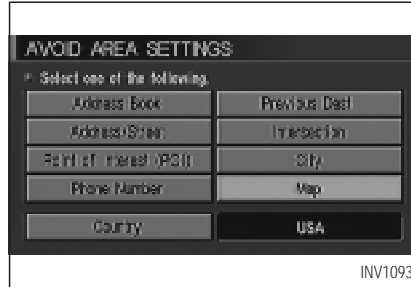 AVOID AREA SETTINGS
Select one of the following.
Address Book
Previous Dest
Address/Street
Intersection
Point of Interest (POI)
City
Phone Number
Map
Country
USA
INV1093